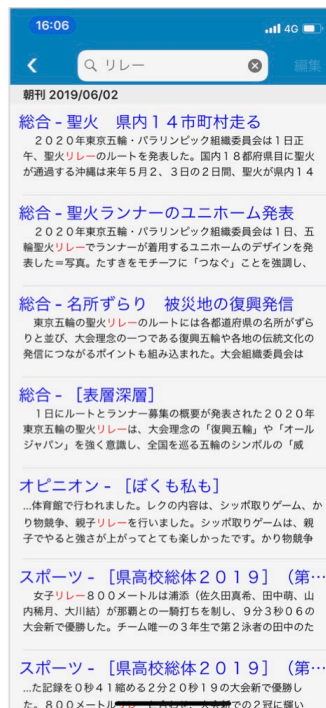 16:06
4G
リレー
編集
朝刊 2019/06/02
総合 - 聖火　県内14市町村走る
２０２０年東京五輪・パラリンピック組織委員会は１日正
午、聖火リレーのルートを発表した。国内１８都府県目に聖火
が通過する沖縄は来年５月２、３日の２日間、聖火が県内１４
総合 - 聖火ランナーのユニホーム発表
２０２０年東京五輪・パラリンピック組織委員会は１日、五
輪聖火リレーでランナーが着用するユニホームのデザインを発
表した＝写真。たすきをモチーフに「つなぐ」ことを強調し、
総合 - 名所ずらり　被災地の復興発信
東京五輪の聖火リレーのルートには各都道府県の名所がずら
りと並び、大会理念の一つである復興五輪や各地の伝統文化の
発信につながるポイントも組み込まれた。大会組織委員会は
総合 - ［表層深層］
１日にルートとランナー募集の概要が発表された２０２０年
東京五輪の聖火リレーは、大会理念の「復興五輪」や「オール
ジャパン」を強く意識し、全国を巡る五輪のシンボルの「威
オピニオン - ［ぼくも私も］
...体育館で行われました。レクの内容は、シッポ取りゲーム、か
り物競争、親子リレーを行いました。シッポ取りゲームは、親
子でやると強さが上がってとても楽しかったです。かり物競争
スポーツ - ［県高校総体２０１９］（第…
女子リレー８００メートルは浦添（佐久田真希、田中萌、山
内稀月、大川結）が那覇との一騎打ちを制し、９分３秒０６の
大会新で優勝した。チーム唯一の３年生で第２泳者の田中のた
スポーツ - ［県高校総体２０１９］（第…
...た記録を０秒４１縮める２分２０秒１９の大会新で優勝し
た。８００メートルリレーと合わせ、大会新での２冠に輝い